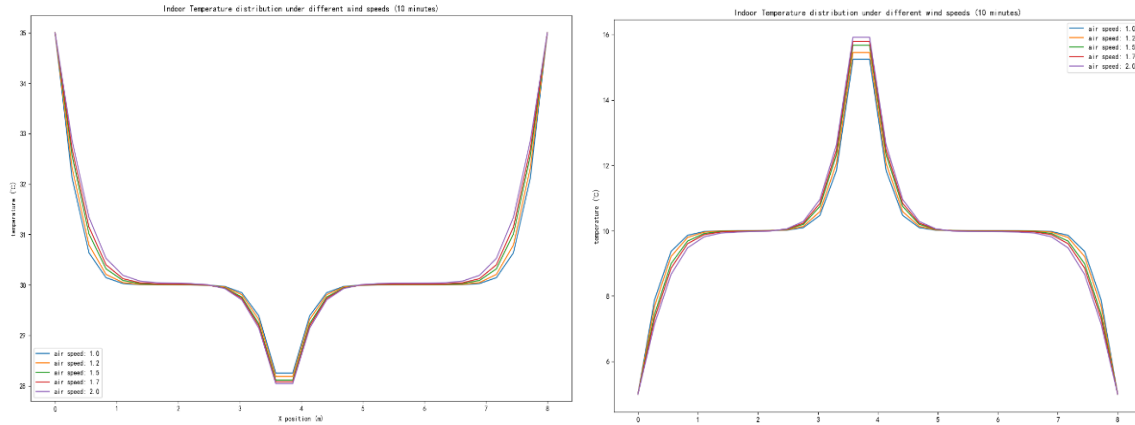 Indoor Temperature distribution under different wind speeds (10 minutes)
temperature (℃)
35
34
33
32
31
30
29
28
0
1
2
3
4
5
6
7
8
X position (m)
air speed: 1.0
air speed: 1.2
air speed: 1.5
air speed: 1.7
air speed: 2.0
Indoor Temperature distribution under different wind speeds (10 minutes)
temperature (℃)
16
14
12
10
8
6
0
1
2
3
4
5
6
7
8
air speed: 1.0
air speed: 1.2
air speed: 1.5
air speed: 1.7
air speed: 2.0